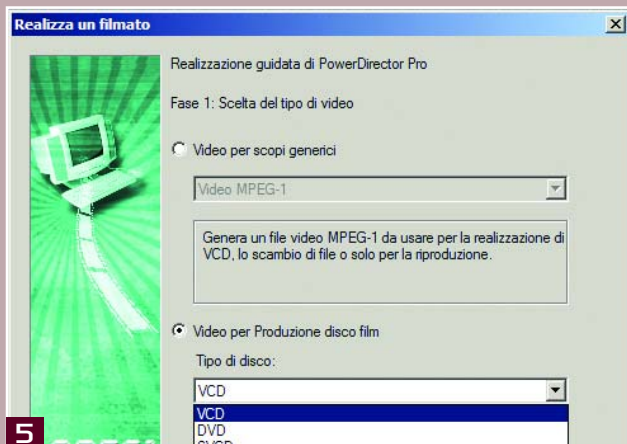 Realizza un filmato
Realizzazione guidata di PowerDirector Pro
Fase 1: Scelta del tipo di video
Video per scopi generici
Video MPEG-1
Genera un file video MPEG-1 da usare per la realizzazione di
VCD, lo scambio di file o solo per la riproduzione.
Video per Produzione disco film
Tipo di disco:
VCD
VCD
DVD
SVCD
5